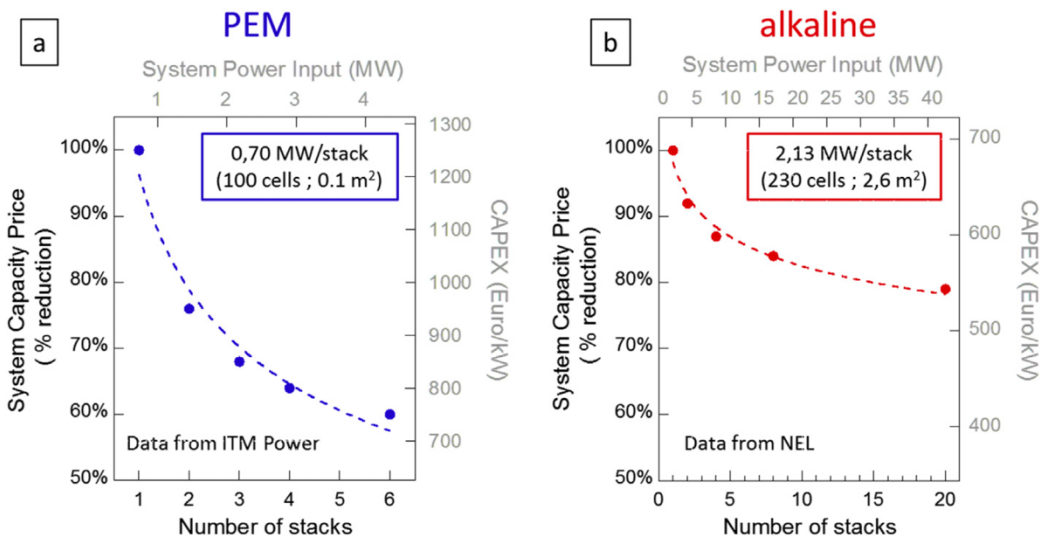 a
PEM
System Power Input (MW)
1 2 3 4
System Capacity Price
( % reduction)
100%
90%
80%
70%
60%
50%
0,70 MW/stack
(100 cells ; 0.1 m²)
Data from ITM Power
1300
1200
1100
1000
900
800
700
CAPEX (Euro/kW)
1 2 3 4 5 6
Number of stacks
b
alkaline
System Power Input (MW)
0 5 10 15 20 25 30 35 40
System Capacity Price
( % reduction)
100%
90%
80%
70%
60%
50%
2,13 MW/stack
(230 cells ; 2,6 m²)
Data from NEL
700
600
500
400
CAPEX (Euro/kW)
0 5 10 15 20
Number of stacks